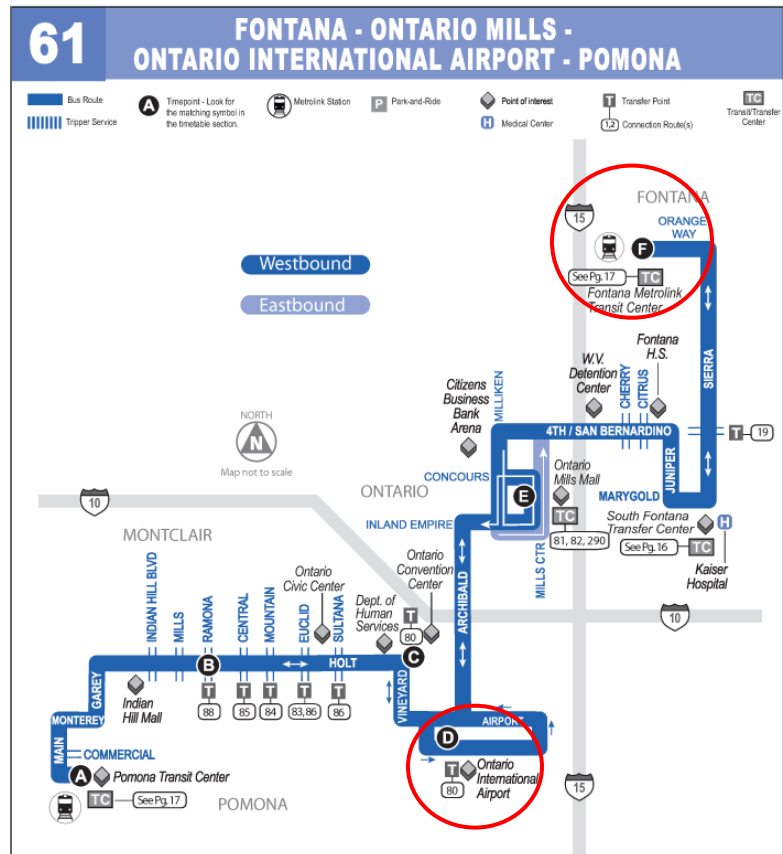 61
FONTANA - ONTARIO MILLS -
ONTARIO INTERNATIONAL AIRPORT - POMONA
Bus Route
Tripper Service
A
Timepoint - Look for
the matching symbol in
the timetable section.
Metrolink Station
P
Park-and-Ride
Point of interest
H
Medical Center
T
Transfer Point
1,2
Connection Route(s)
TC
Transit/Transfer
Center
FONTANA
15
ORANGE
WAY
F
See Pg. 17
TC
Fontana Metrolink
Transit Center
Westbound
Eastbound
SIERRA
Fontana
H.S.
W.V.
Detention
Center
CHERRY
CITRUS
Citizens
Business
Bank
Arena
MILLIKEN
4TH / SAN BERNARDINO
T
19
JUNIPER
NORTH
N
Map not to scale
CONCOURS
E
Ontario
Mills Mall
MARYGOLD
ONTARIO
10
INLAND EMPIRE
TC
81, 82, 290
South Fontana
Transfer Center
H
See Pg. 16
TC
Kaiser
Hospital
MONTCLAIR
MILLS CTR
Ontario
Convention
Center
ARCHIBALD
10
INDIAN HILL BLVD
MILLS
RAMONA
CENTRAL
MOUNTAIN
EUCLID
SULTANA
Ontario
Civic Center
Dept. of
Human
Services
T
80
C
B
HOLT
GAREY
Indian
Hill Mall
T
88
T
85
T
84
T
83,86
T
86
VINEYARD
MONTEREY
AIRPORT
D
MAIN
COMMERCIAL
A
Pomona Transit Center
TC
See Pg. 17
POMONA
T
80
Ontario
International
Airport
15